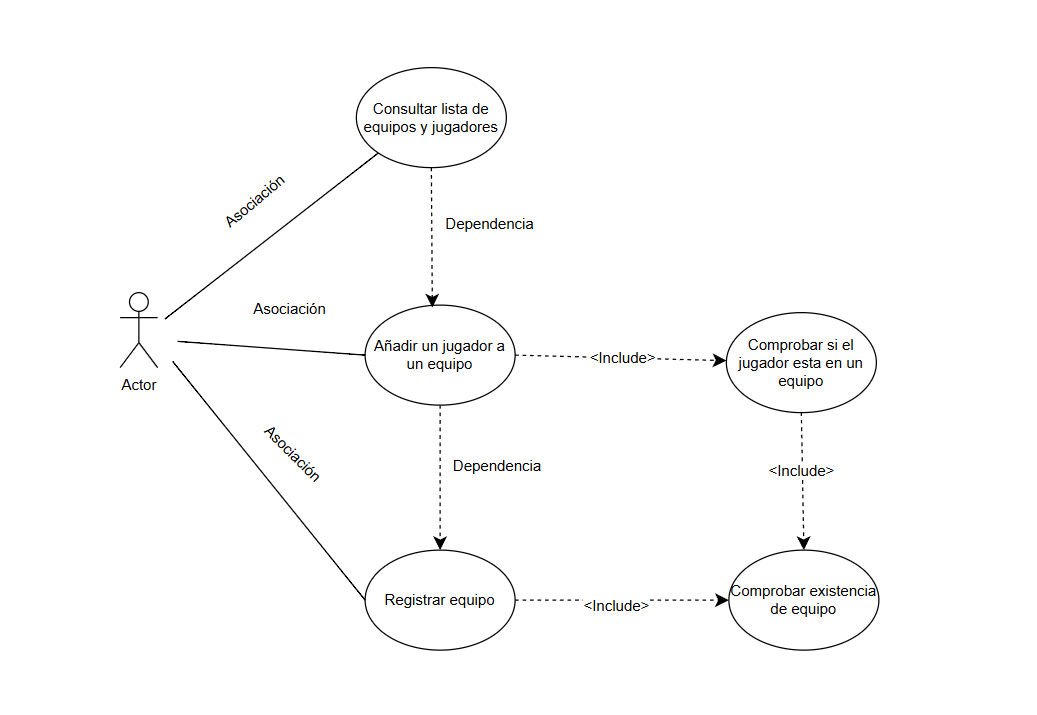 Consultar lista de
equipos y jugadores
Asociación
Dependencia
Asociación
Añadir un jugador a
un equipo
<Include>
Comprobar si el
jugador esta en un
equipo
Actor
Asociación
Dependencia
<Include>
Registrar equipo
<Include>
Comprobar existencia
de equipo